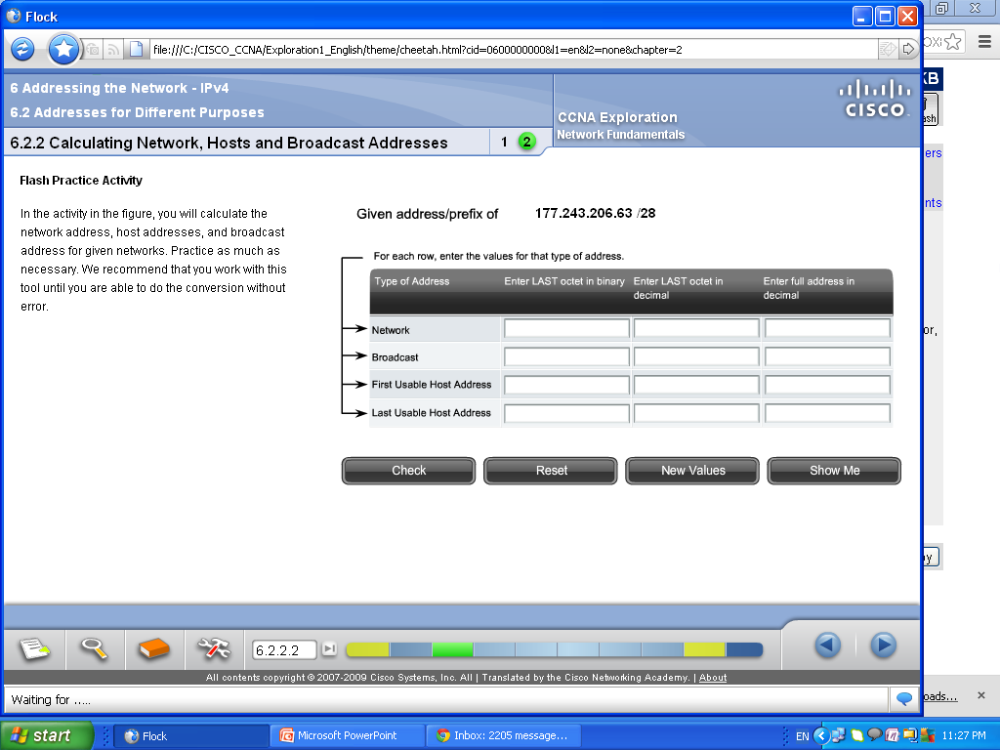 Flock
file:///C:/CISCO_CCNA/Exploration1_English/theme/cheetah.html?cid=0600000000&l1=en&l2=none&chapter=2
6 Addressing the Network - IPv4
6.2 Addresses for Different Purposes
6.2.2 Calculating Network, Hosts and Broadcast Addresses
1 2
CCNA Exploration
Network Fundamentals
CISCO
KB
ers
nts
or,
Flash Practice Activity
In the activity in the figure, you will calculate the
network address, host addresses, and broadcast
address for given networks. Practice as much as
necessary. We recommend that you work with this
tool until you are able to do the conversion without
error.
Given address/prefix of 177.243.206.63 /28
For each row, enter the values for that type of address.
Type of Address
Enter LAST octet in binary
Enter LAST octet in
decimal
Enter full address in
decimal
Network
Broadcast
First Usable Host Address
Last Usable Host Address
Check Reset New Values Show Me
6.2.2.2
All contents copyright © 2007-2009 Cisco Systems, Inc. All | Translated by the Cisco Networking Academy. | About
Waiting for .....
oads...
start Flock Microsoft PowerPoint Inbox: 2205 message... EN 11:27 PM